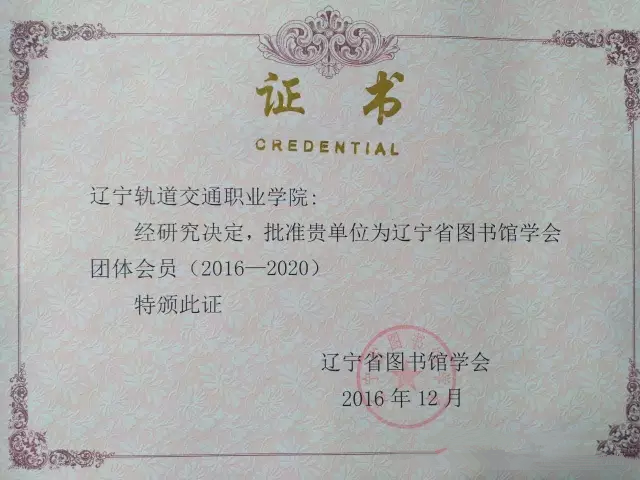 证书
CREDENTIAL
辽宁轨道交通职业学院:
经研究决定，批准贵单位为辽宁省图书馆学会
团体会员（2016—2020）
特颁此证
辽宁省图书馆学会
2016年12月